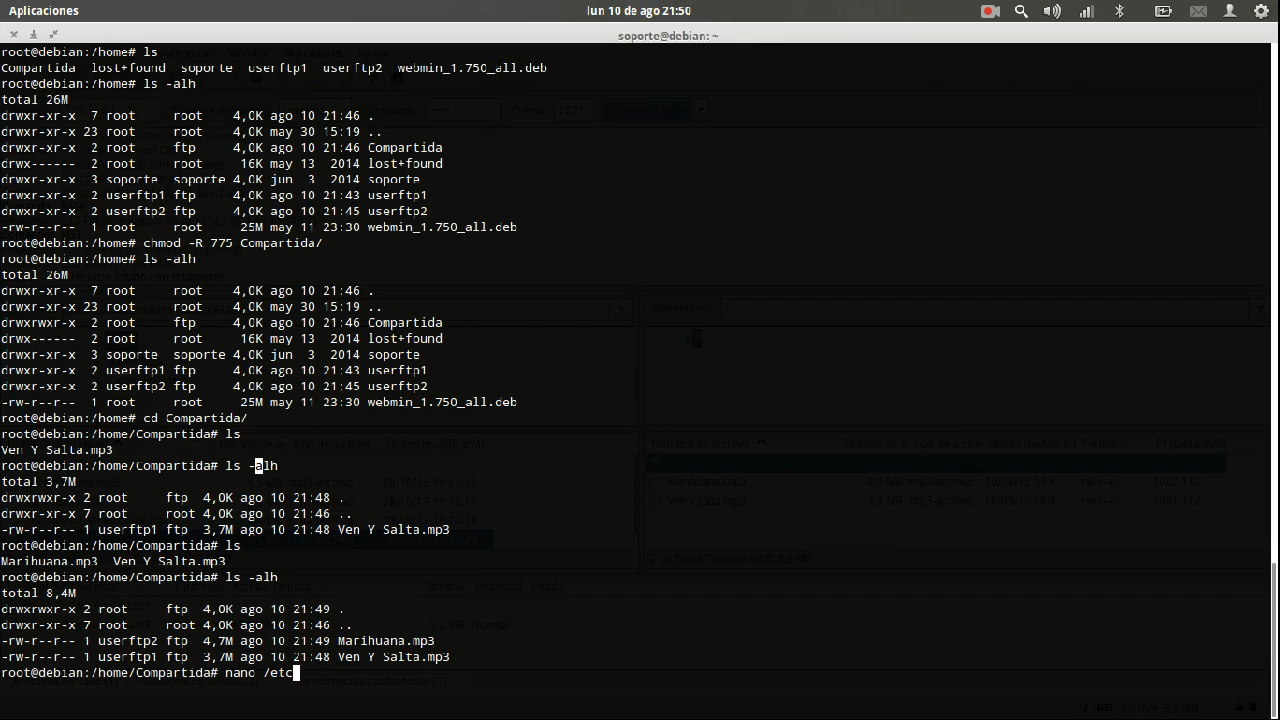 Aplicaciones
lun 10 de ago 21:50
soporte@debian: ~
root@debian:/home# ls
Compartida  lost+found  soporte  userftp1  userftp2  webmin_1.750_all.deb
root@debian:/home# ls -alh
total 26M
drwxr-xr-x  7 root     root    4,0K ago 10 21:46 .
drwxr-xr-x 23 root     root    4,0K may 30 15:19 ..
drwxr-xr-x  2 root     ftp     4,0K ago 10 21:46 Compartida
drwx------  2 root     root     16K may 13  2014 lost+found
drwxr-xr-x  3 soporte  soporte 4,0K jun  3  2014 soporte
drwxr-xr-x  2 userftp1 ftp     4,0K ago 10 21:43 userftp1
drwxr-xr-x  2 userftp2 ftp     4,0K ago 10 21:45 userftp2
-rw-r--r--  1 root     root     25M may 11 23:30 webmin_1.750_all.deb
root@debian:/home# chmod -R 775 Compartida/
root@debian:/home# ls -alh
total 26M
drwxr-xr-x  7 root     root    4,0K ago 10 21:46 .
drwxr-xr-x 23 root     root    4,0K may 30 15:19 ..
drwxrwxr-x  2 root     ftp     4,0K ago 10 21:46 Compartida
drwx------  2 root     root     16K may 13  2014 lost+found
drwxr-xr-x  3 soporte  soporte 4,0K jun  3  2014 soporte
drwxr-xr-x  2 userftp1 ftp     4,0K ago 10 21:43 userftp1
drwxr-xr-x  2 userftp2 ftp     4,0K ago 10 21:45 userftp2
-rw-r--r--  1 root     root     25M may 11 23:30 webmin_1.750_all.deb
root@debian:/home# cd Compartida/
root@debian:/home/Compartida# ls
Ven Y Salta.mp3
root@debian:/home/Compartida# ls -alh
total 3,7M
drwxrwxr-x 2 root     ftp  4,0K ago 10 21:48 .
drwxr-xr-x 7 root     root 4,0K ago 10 21:46 ..
-rw-r--r-- 1 userftp1 ftp  3,7M ago 10 21:48 Ven Y Salta.mp3
root@debian:/home/Compartida# ls
Marihuana.mp3  Ven Y Salta.mp3
root@debian:/home/Compartida# ls -alh
total 8,4M
drwxrwxr-x 2 root     ftp  4,0K ago 10 21:49 .
drwxr-xr-x 7 root     root 4,0K ago 10 21:46 ..
-rw-r--r-- 1 userftp2 ftp  4,7M ago 10 21:49 Marihuana.mp3
-rw-r--r-- 1 userftp1 ftp  3,7M ago 10 21:48 Ven Y Salta.mp3
root@debian:/home/Compartida# nano /etc